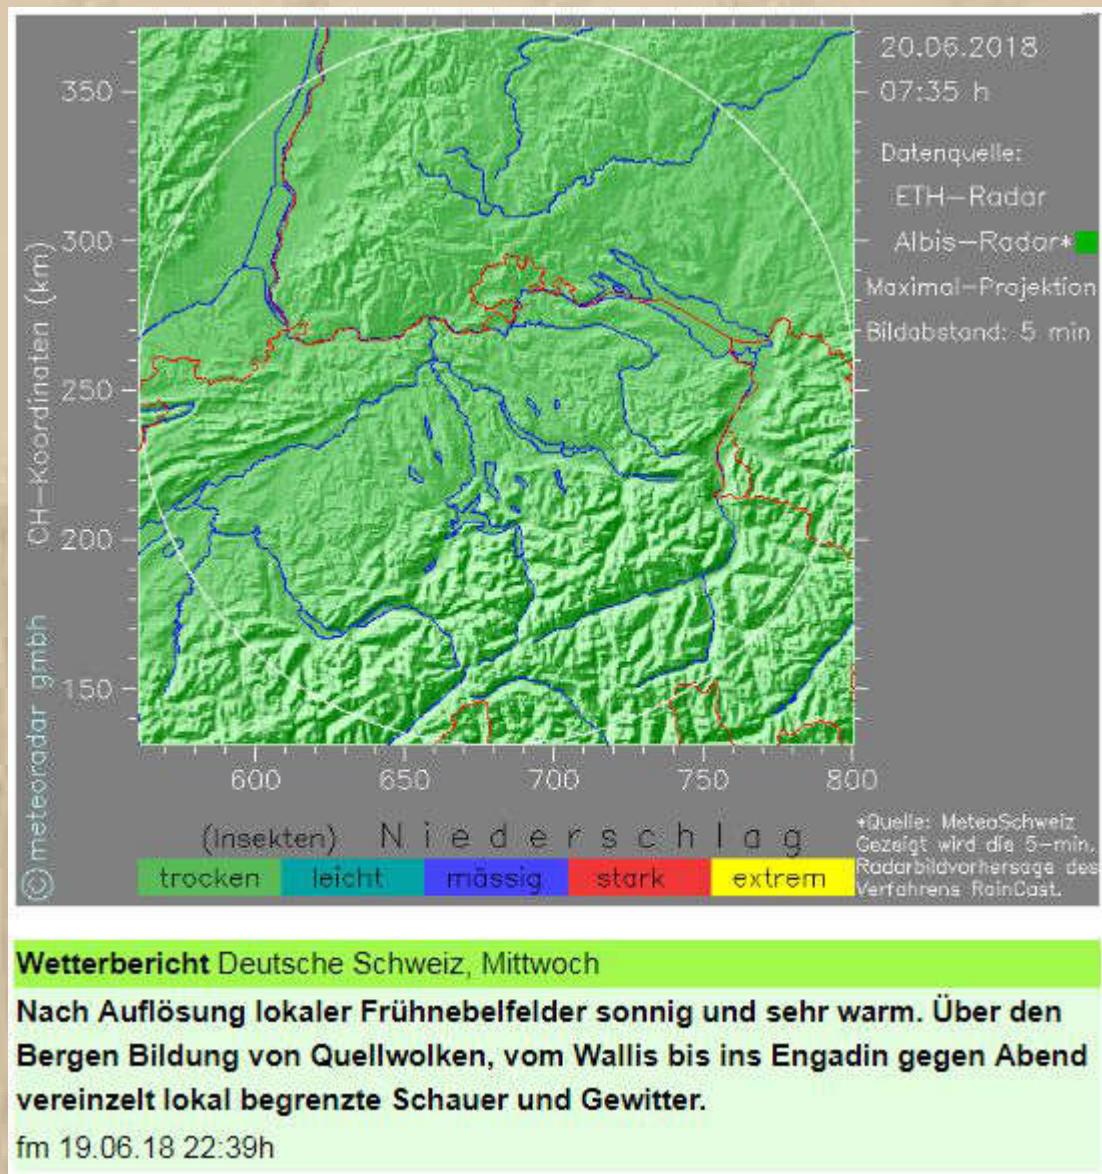 20.06.2018
07:35 h
Datenquelle:
ETH-Radar
Albis-Radar*
Maximal-Projektion
Bildabstand: 5 min
CH-Koordinaten (km)
350
300
250
200
150
600 650 700 750 800
© meteoradar gmbh
(Insekten) Niederschlag
trocken leicht mässig stark extrem
*Quelle: MeteoSchweiz
Gezeigt wird die 5-min.
Radarbildvorhersage des
Verfahrens RainCast.
Wetterbericht Deutsche Schweiz, Mittwoch
Nach Auflösung lokaler Frühnebelfelder sonnig und sehr warm. Über den
Bergen Bildung von Quellwolken, vom Wallis bis ins Engadin gegen Abend
vereinzelt lokal begrenzte Schauer und Gewitter.
fm 19.06.18 22:39h